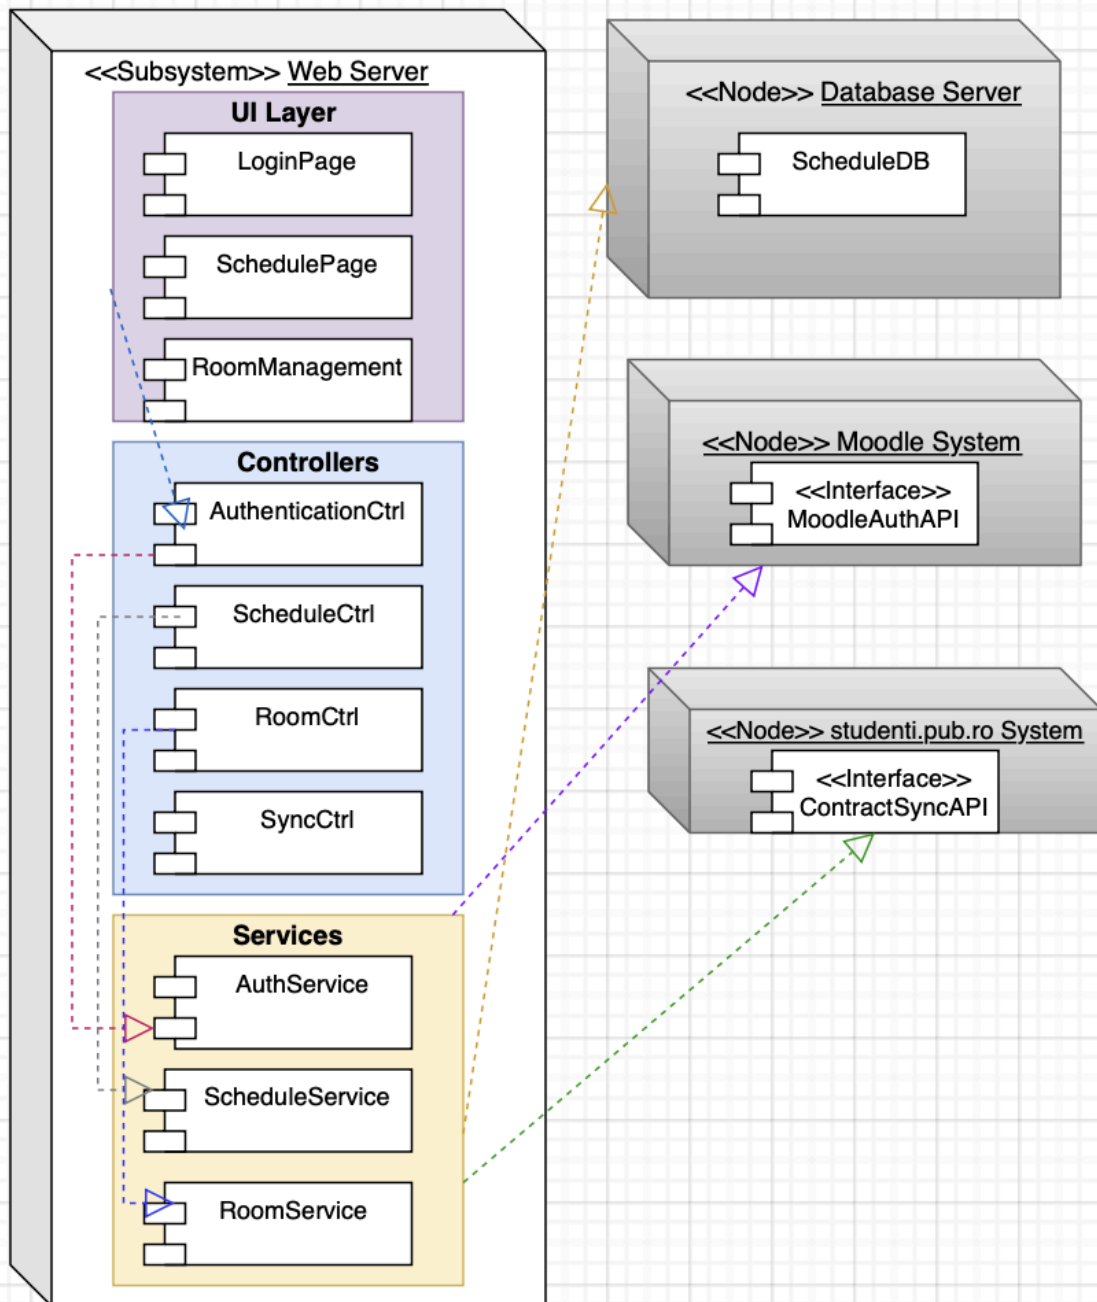 <<Subsystem>> Web Server
UI Layer
LoginPage
SchedulePage
RoomManagement
Controllers
AuthenticationCtrl
ScheduleCtrl
RoomCtrl
SyncCtrl
Services
AuthService
ScheduleService
RoomService
<<Node>> Database Server
ScheduleDB
<<Node>> Moodle System
<<Interface>>
MoodleAuthAPI
<<Node>> studenti.pub.ro System
<<Interface>>
ContractSyncAPI